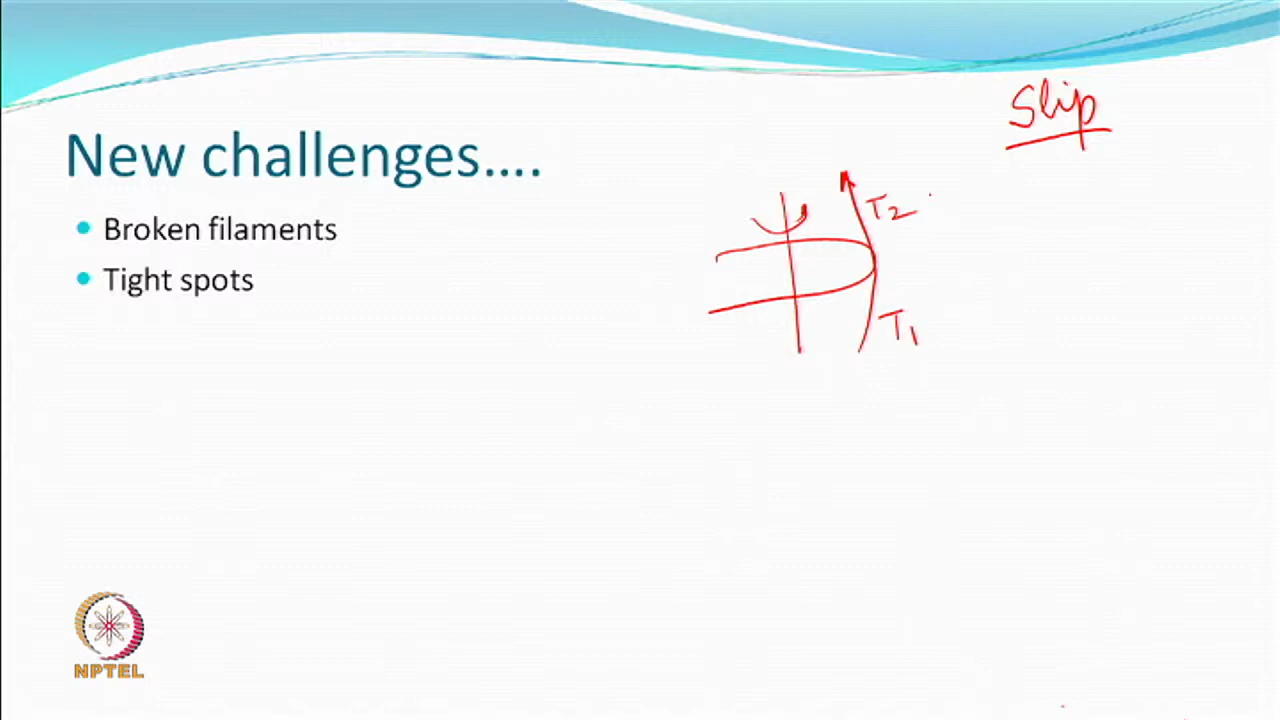 Slip
New challenges....
Broken filaments
Tight spots
T2
T1
NPTEL